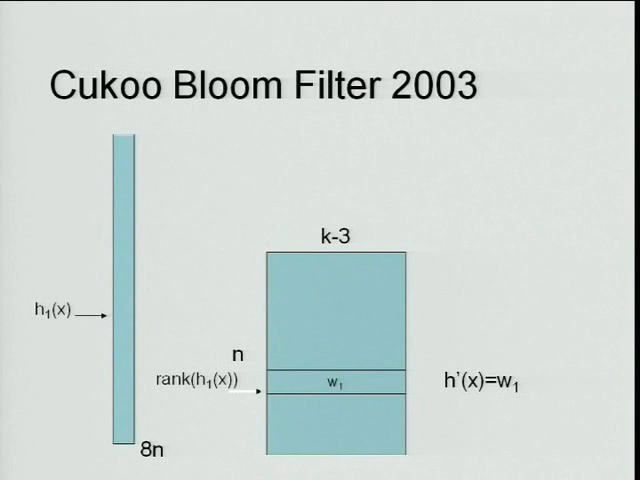 Cukoo Bloom Filter 2003
k-3
h₁(x)
n
rank(h₁(x))
w₁
h'(x)=w₁
8n